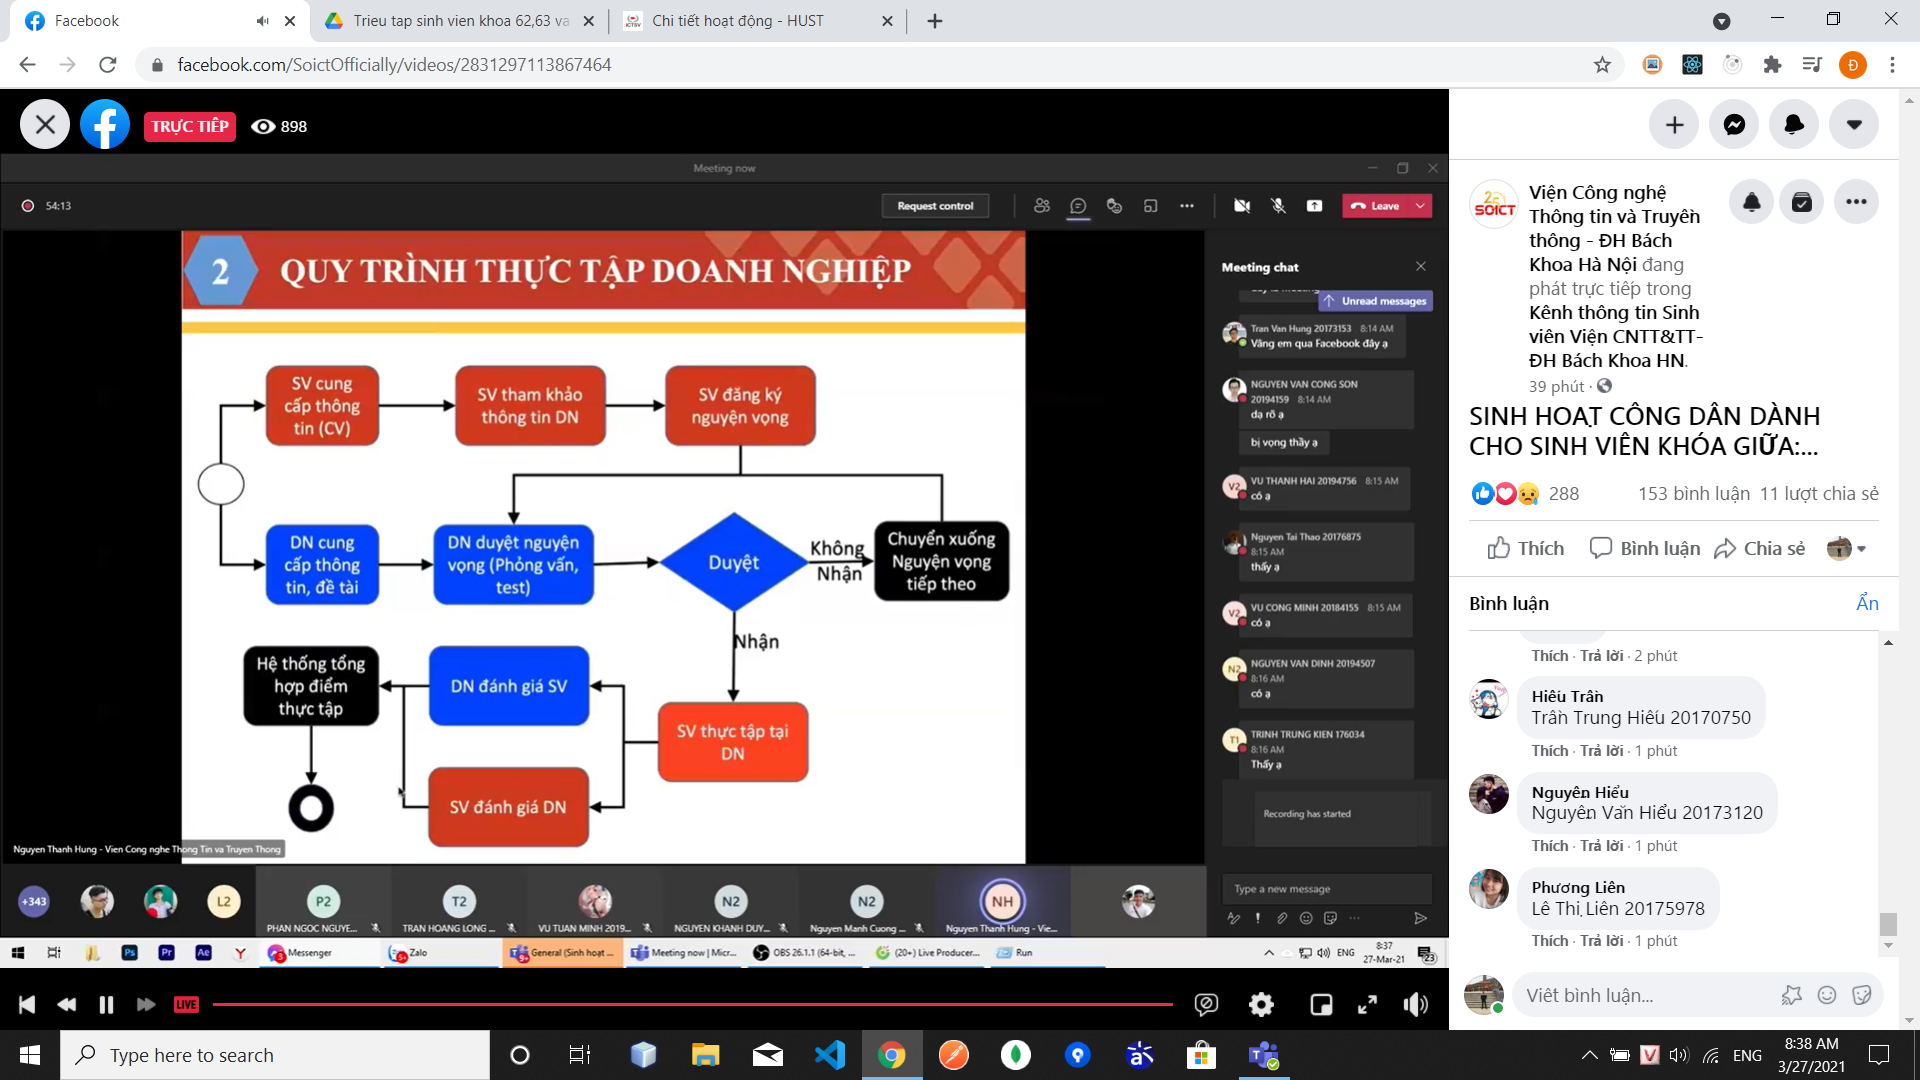 Facebook
Trieu tap sinh vien khoa 62,63 va
Chi tiết hoạt động - HUST
facebook.com/SoictOfficially/videos/2831297113867464
TRỰC TIẾP
898
Meeting now
54:13
Request control
Leave
2
QUY TRÌNH THỰC TẬP DOANH NGHIỆP
SV cung
cấp thông
tin (CV)
SV tham khảo
thông tin DN
SV đăng ký
nguyện vọng
DN cung
cấp thông
tin, đề tài
DN duyệt nguyện
vọng (Phỏng vấn,
test)
Duyệt
Không
Nhận
Chuyển xuống
Nguyện vọng
tiếp theo
Nhận
Hệ thống tổng
hợp điểm
thực tập
DN đánh giá SV
SV thực tập tại
DN
SV đánh giá DN
Nguyen Thanh Hung - Vien Cong nghe Thong Tin va Truyen Thong
Meeting chat
Unread messages
Tran Van Hung 20173153 8:14 AM
Vâng em qua Facebook đây ạ
NGUYEN VAN CONG SON
20194159 8:14 AM
dạ rõ ạ
bị vọng thầy ạ
V2
VU THANH HAI 20194756 8:15 AM
có ạ
Nguyen Tai Thao 20176875
8:15 AM
thấy ạ
V2
VU CONG MINH 20184155 8:15 AM
có ạ
N2
NGUYEN VAN DINH 20194507
8:16 AM
có ạ
T1
TRINH TRUNG KIEN 176034
8:16 AM
Thấy ạ
Recording has started
Type a new message
+343
L2
P2
PHAN NGOC NGUYE...
T2
TRAN HOANG LONG ...
VU TUAN MINH 2019...
N2
NGUYEN KHANH DUY...
N2
Nguyen Manh Cuong ...
NH
Nguyen Thanh Hung - Vie...
Ps
Pr
Ae
Y
Messenger
Zalo
General (Sinh hoạt ...
Meeting now | Micr...
OBS 26.1.1 (64-bit, ...
(20+) Live Producer...
Run
ENG
8:37
27-Mar-21
23
LIVE
Đ
25
SOICT
Viện Công nghệ
Thông tin và Truyền
thông - ĐH Bách
Khoa Hà Nội đang
phát trực tiếp trong
Kênh thông tin Sinh
viên Viện CNTT&TT-
ĐH Bách Khoa HN.
39 phút ·
SINH HOẠT CÔNG DÂN DÀNH
CHO SINH VIÊN KHÓA GIỮA:...
288
153 bình luận 11 lượt chia sẻ
Thích
Bình luận
Chia sẻ
Bình luận
Ẩn
Thích · Trả lời · 2 phút
Hiếu Trần
Trần Trung Hiếu 20170750
Thích · Trả lời · 1 phút
Nguyễn Hiểu
Nguyễn Văn Hiểu 20173120
Thích · Trả lời · 1 phút
Phương Liên
Lê Thị Liên 20175978
Thích · Trả lời · 1 phút
Viết bình luận...
Type here to search
ENG
8:38 AM
3/27/2021